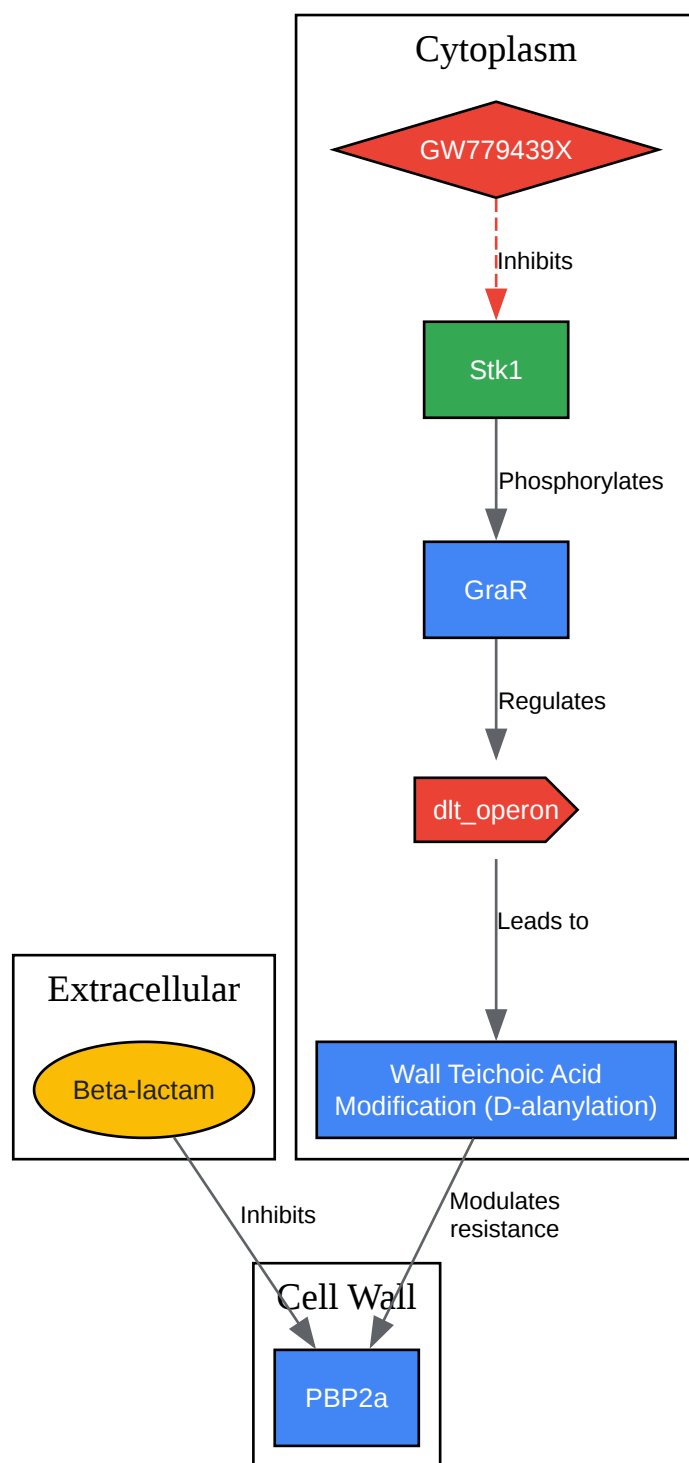 Cytoplasm
GW779439X
Inhibits
Stk1
Phosphorylates
GraR
Regulates
dlt_operon
Leads to
Extracellular
Beta-lactam
Wall Teichoic Acid
Modification (D-alanylation)
Inhibits
Modulates
resistance
Cell Wall
PBP2a